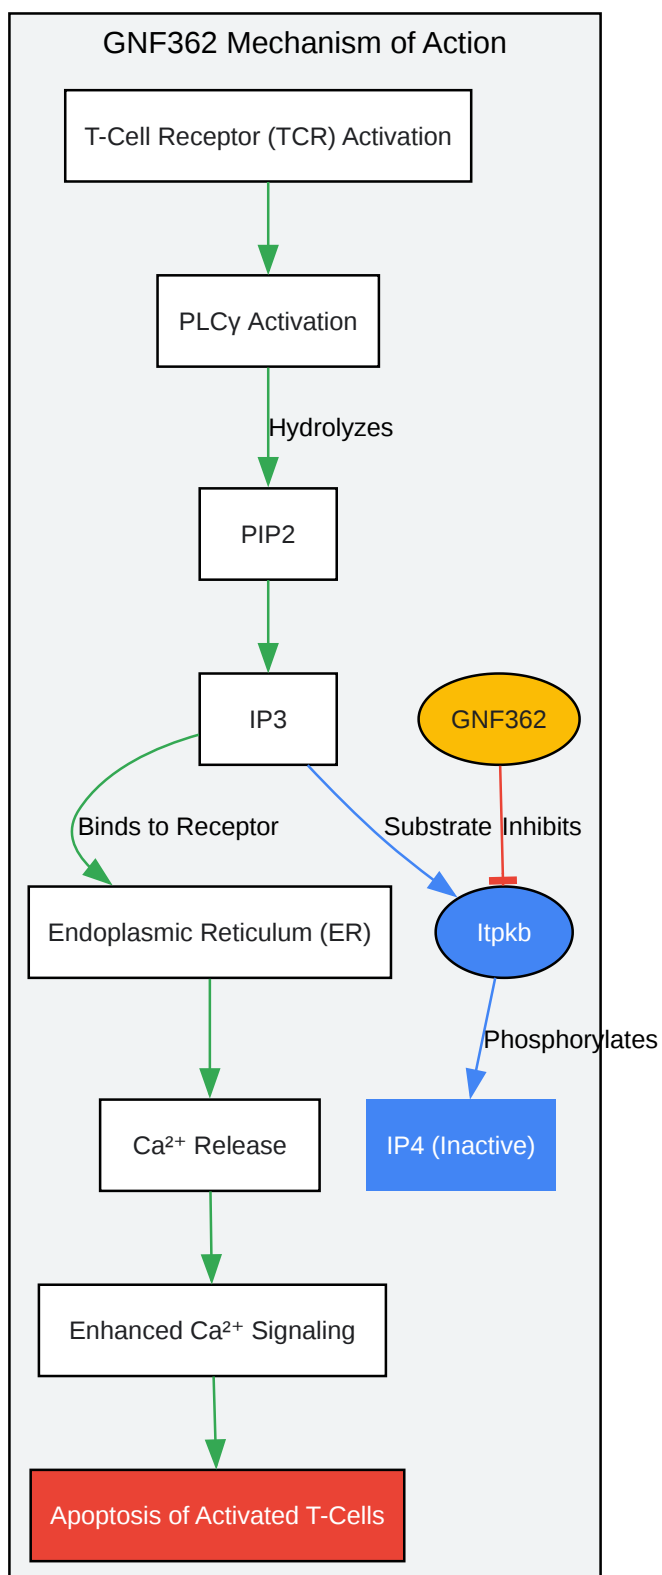 GNF362 Mechanism of Action
T-Cell Receptor (TCR) Activation
PLCγ Activation
Hydrolyzes
PIP2
IP3
GNF362
Binds to Receptor
Substrate
Inhibits
Endoplasmic Reticulum (ER)
Itpkb
Phosphorylates
Ca²⁺ Release
IP4 (Inactive)
Enhanced Ca²⁺ Signaling
Apoptosis of Activated T-Cells